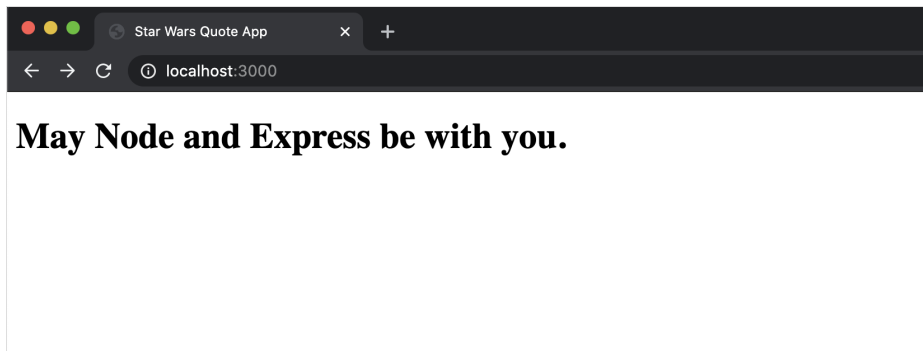 Star Wars Quote App
localhost:3000
May Node and Express be with you.